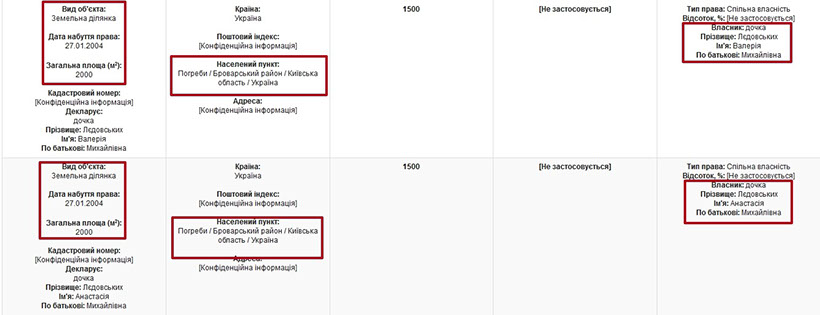 Вид об'єкта:
Земельна ділянка
Дата набуття права:
27.01.2004
Загальна площа (м²):
2000
Кадастровий номер:
[Конфіденційна інформація]
Декларує:
дочка
Прізвище: Лєдовських
Ім'я: Валерія
По батькові: Михайлівна
Країна:
Україна
Поштовий індекс:
[Конфіденційна інформація]
Населений пункт:
Погреби / Броварський район / Київська
область / Україна
Адреса:
[Конфіденційна інформація]
1500
[Не застосовується]
Тип права: Спільна власність
Відсоток, %: [Не застосовується]
Власник: дочка
Прізвище: Лєдовських
Ім'я: Валерія
По батькові: Михайлівна
Вид об'єкта:
Земельна ділянка
Дата набуття права:
27.01.2004
Загальна площа (м²):
2000
Кадастровий номер:
[Конфіденційна інформація]
Декларує:
дочка
Прізвище: Лєдовських
Ім'я: Анастасія
По батькові: Михайлівна
Країна:
Україна
Поштовий індекс:
[Конфіденційна інформація]
Населений пункт:
Погреби / Броварський район / Київська
область / Україна
Адреса:
[Конфіденційна інформація]
1500
[Не застосовується]
Тип права: Спільна власність
Відсоток, %: [Не застосовується]
Власник: дочка
Прізвище: Лєдовських
Ім'я: Анастасія
По батькові: Михайлівна